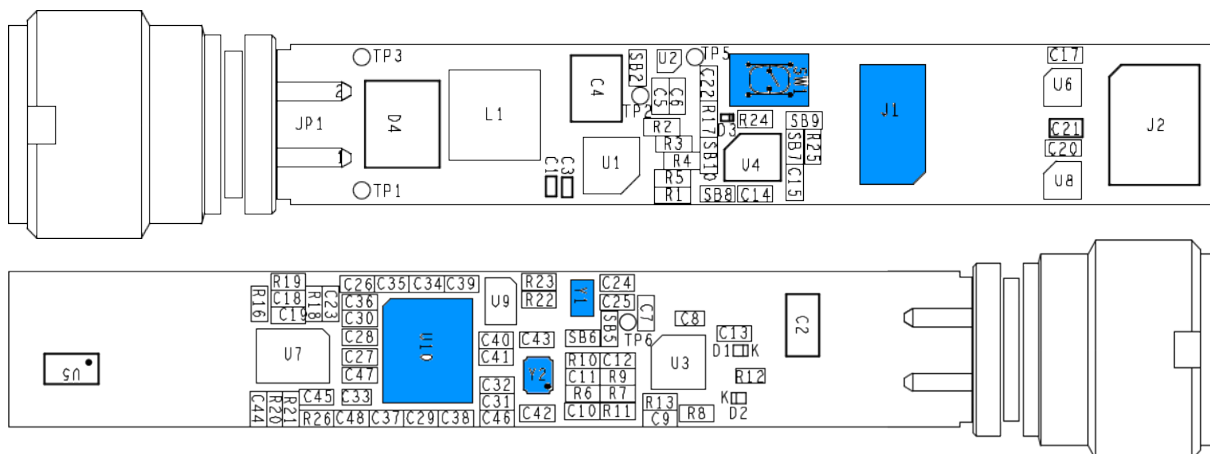 TP3
2
JP1
1
TP1
D4
L1
C4
SB2
U2
TP5
TP2
C5
C6
C22
SW1
R2
R17
D3
R24
SB9
R3
R4
SB10
U4
SB7
R25
C1
C3
U1
R5
R1
SB8
C14
C15
J1
C17
U6
C21
C20
U8
J2
R19
C26
C35
C34
C39
R23
C24
R16
C18
R18
C23
C36
U9
R22
Y1
C25
C19
C30
C7
C8
C2
U7
C28
U10
C40
C43
SB6
SB5
TP6
C13
C27
C41
D1
K
U5
C47
Y2
R10
C12
U3
C32
C11
R9
R12
C45
C33
C31
R6
R7
K
D2
C44
R20
R21
R26
C48
C37
C29
C38
C46
C42
C10
R11
R13
C9
R8